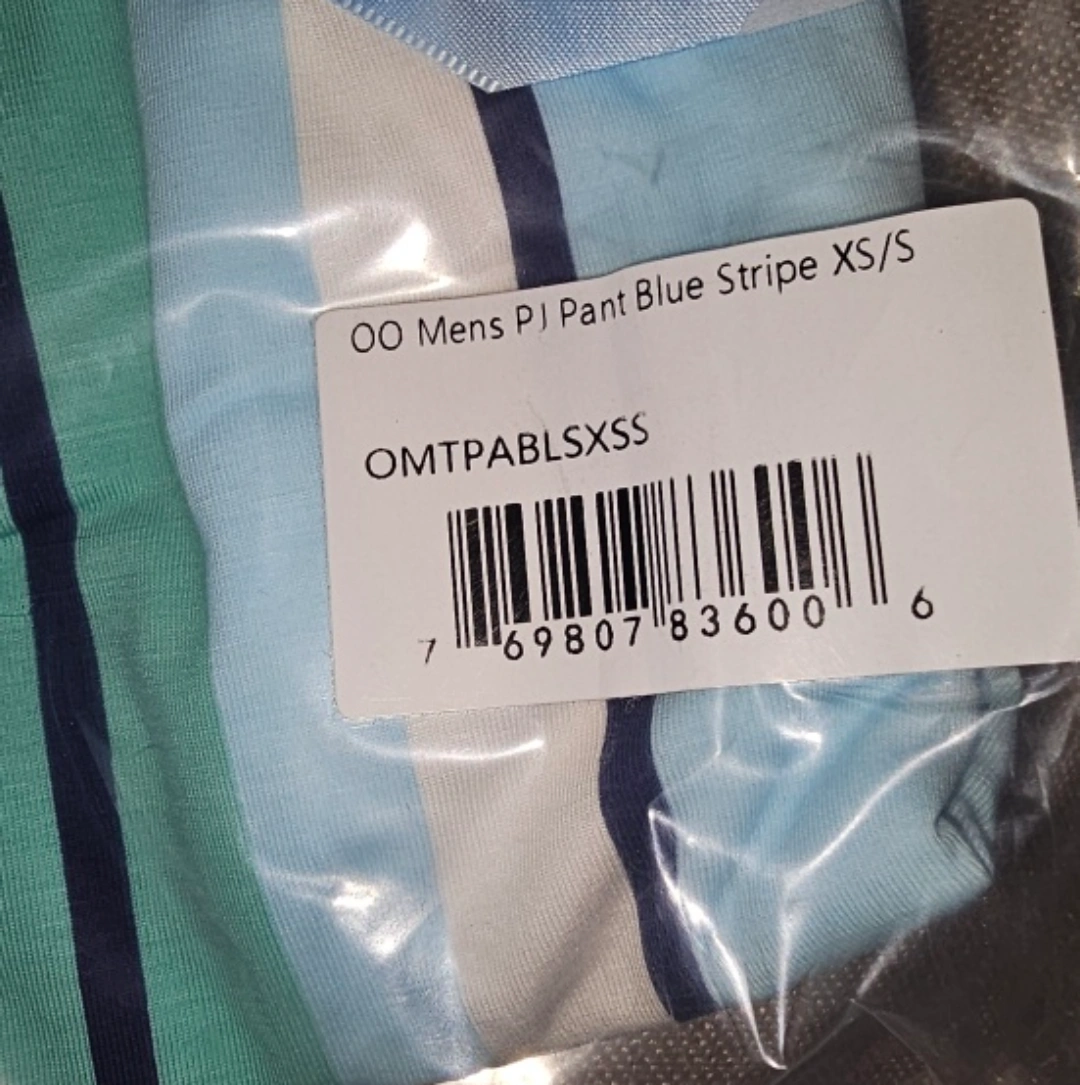 OO Mens PJ Pant Blue Stripe XS/S
OMTPABLSXSS
7 69807 83600 6